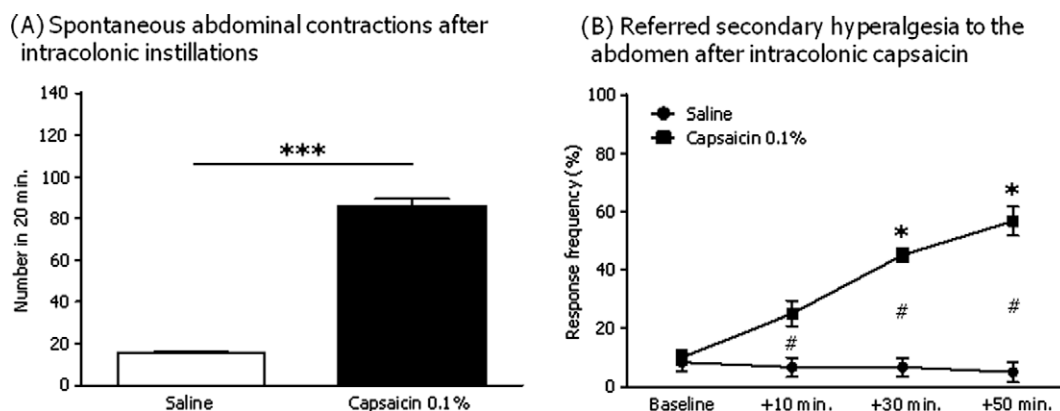 (A) Spontaneous abdominal contractions after
intracolonic instillations
140
120
100
80
60
40
20
0
Number in 20 min.
***
Saline
Capsaicin 0.1%
(B) Referred secondary hyperalgesia to the
abdomen after intracolonic capsaicin
100
80
60
40
20
0
Response frequency (%)
Saline
Capsaicin 0.1%
*
*
#
#
#
Baseline
+10 min.
+30 min.
+50 min.